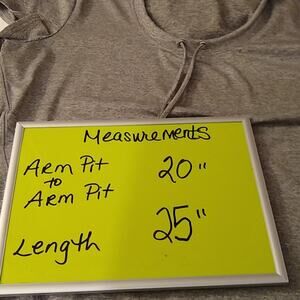 Measurements
Arm Pit
to
Arm Pit
20"
Length
25"